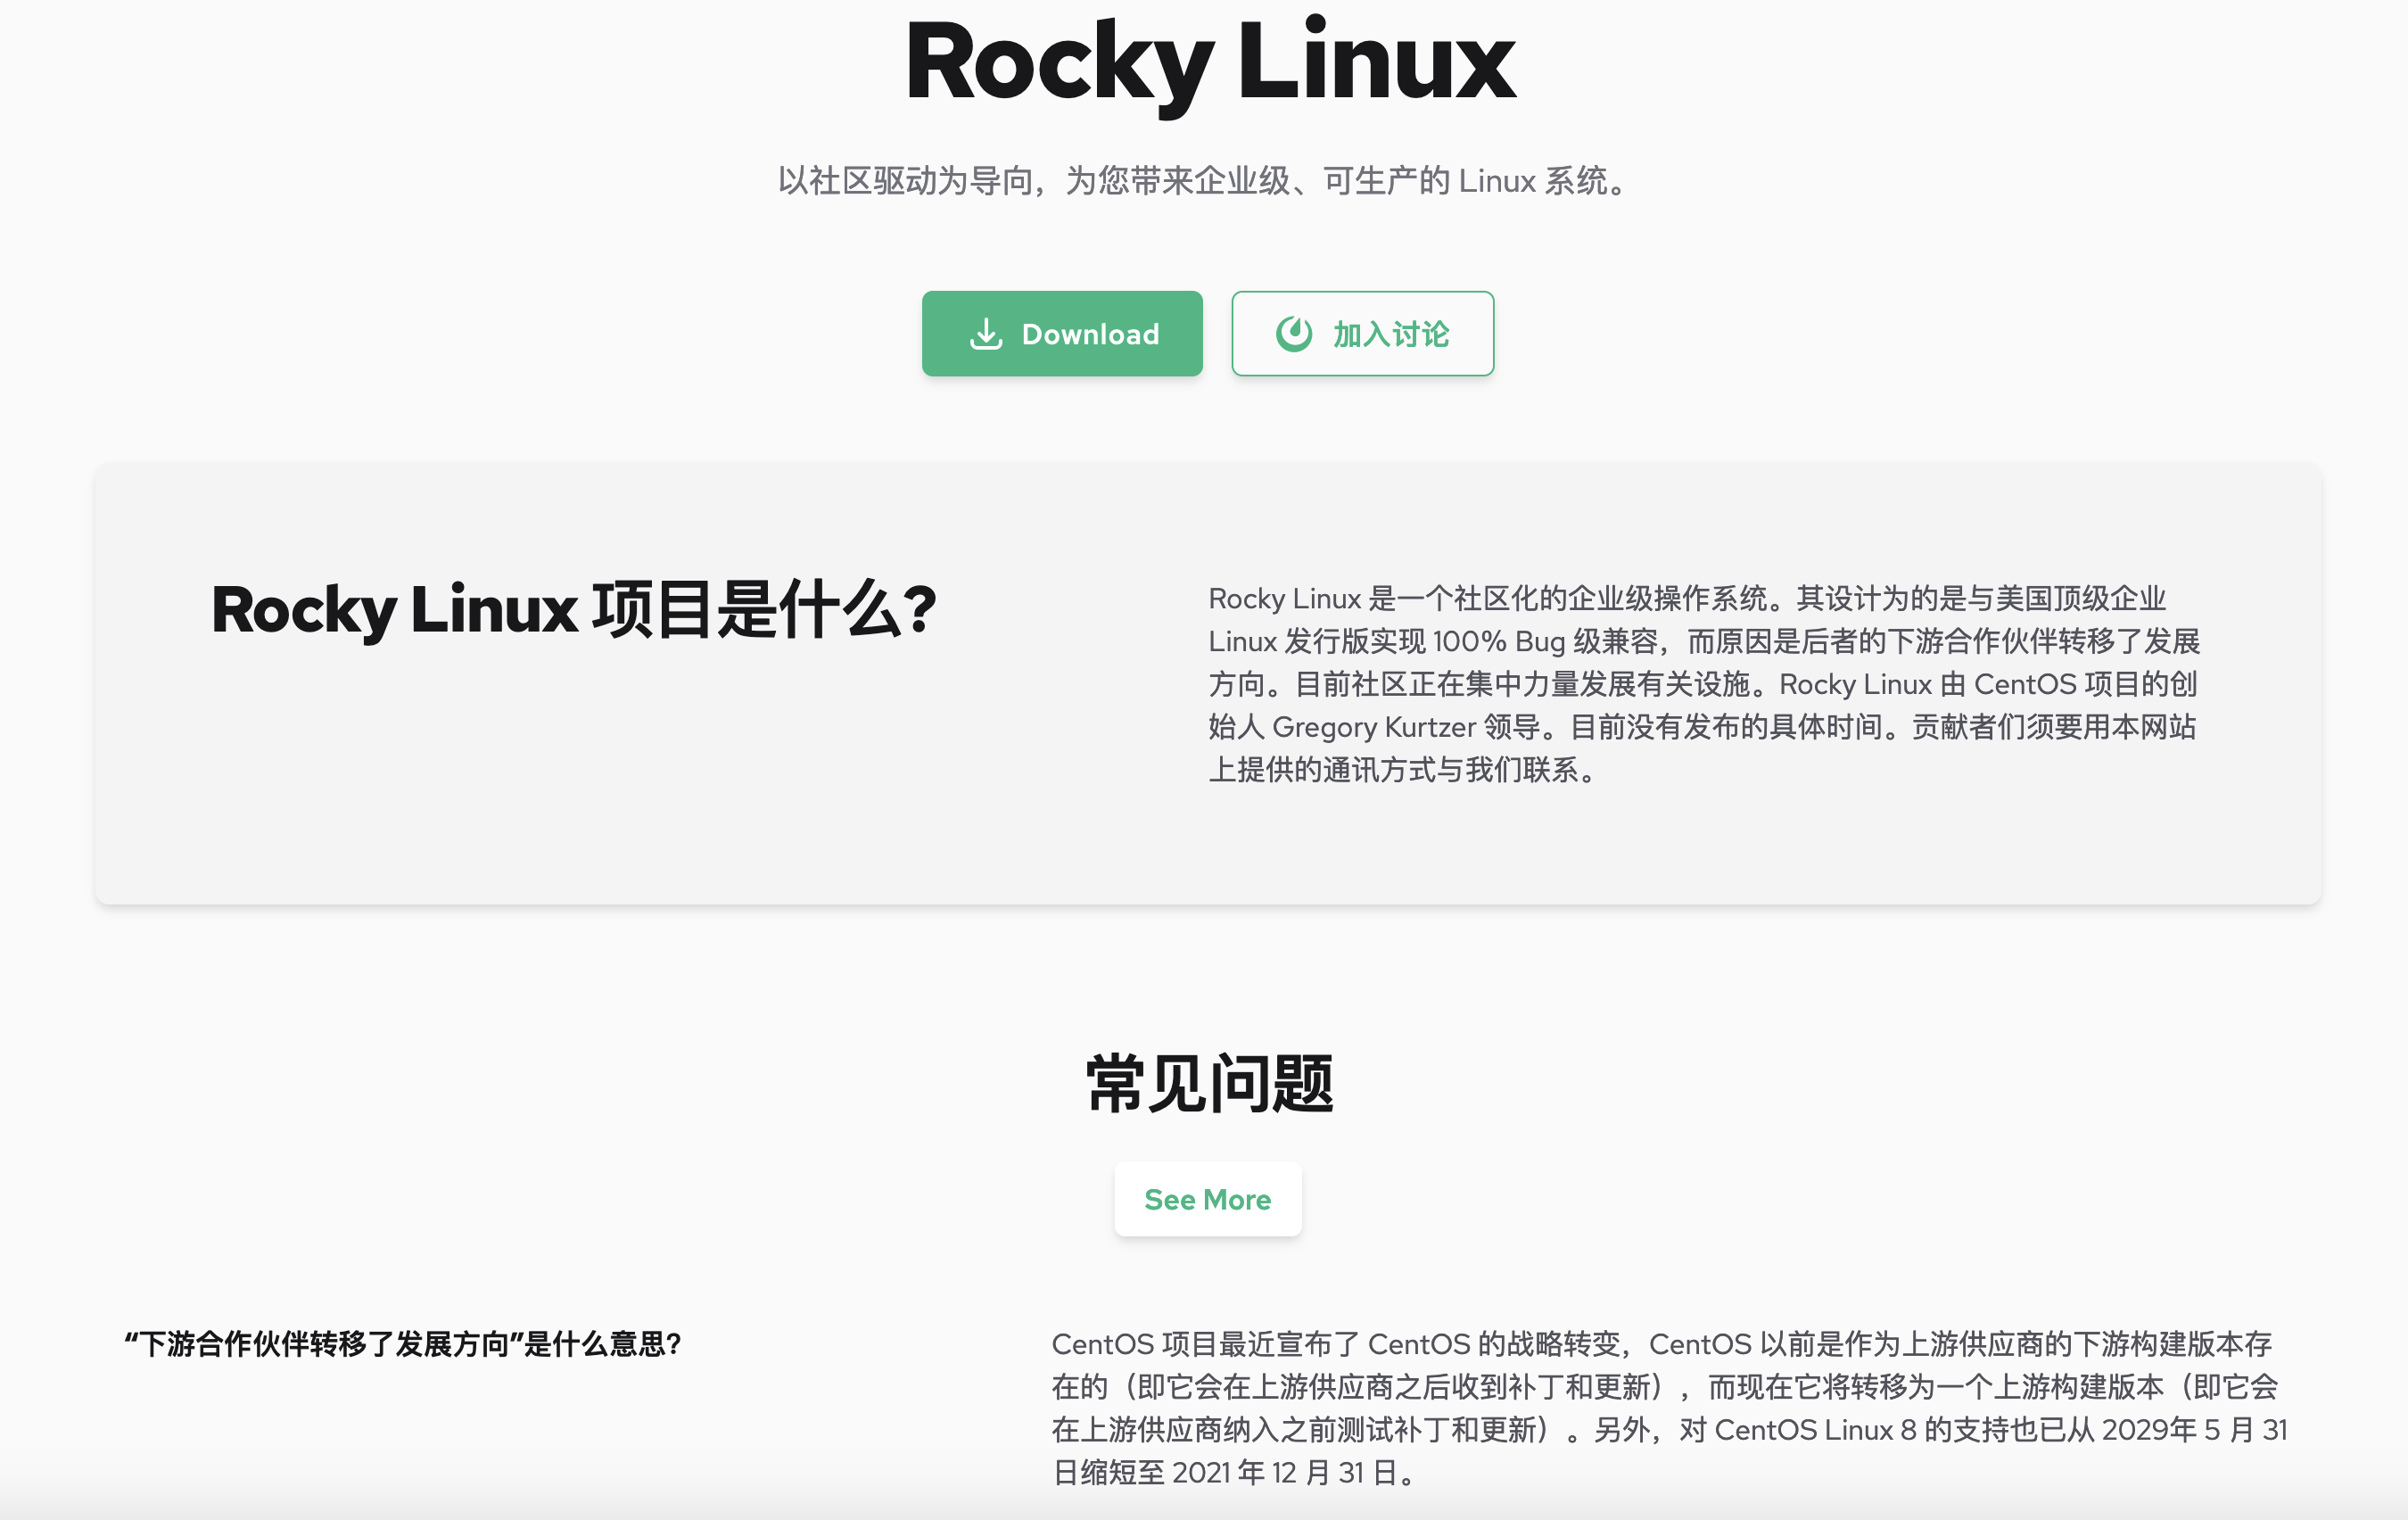 Rocky Linux
以社区驱动为导向，为您带来企业级、可生产的 Linux 系统。
Download
加入讨论
Rocky Linux 项目是什么?
Rocky Linux 是一个社区化的企业级操作系统。其设计为的是与美国顶级企业
Linux 发行版实现 100% Bug 级兼容，而原因是后者的下游合作伙伴转移了发展
方向。目前社区正在集中力量发展有关设施。Rocky Linux 由 CentOS 项目的创
始人 Gregory Kurtzer 领导。目前没有发布的具体时间。贡献者们须要用本网站
上提供的通讯方式与我们联系。
常见问题
See More
“下游合作伙伴转移了发展方向”是什么意思?
CentOS 项目最近宣布了 CentOS 的战略转变，CentOS 以前是作为上游供应商的下游构建版本存
在的（即它会在上游供应商之后收到补丁和更新），而现在它将转移为一个上游构建版本（即它会
在上游供应商纳入之前测试补丁和更新）。另外，对 CentOS Linux 8 的支持也已从 2029年 5 月 31
日缩短至 2021 年 12 月 31 日。